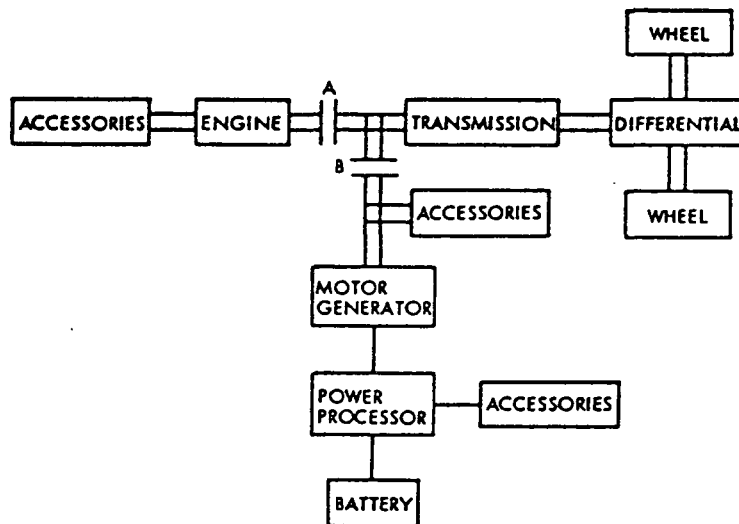 WHEEL
A
ACCESSORIES
ENGINE
TRANSMISSION
DIFFERENTIAL
B
ACCESSORIES
WHEEL
MOTOR
GENERATOR
POWER
PROCESSOR
ACCESSORIES
BATTERY